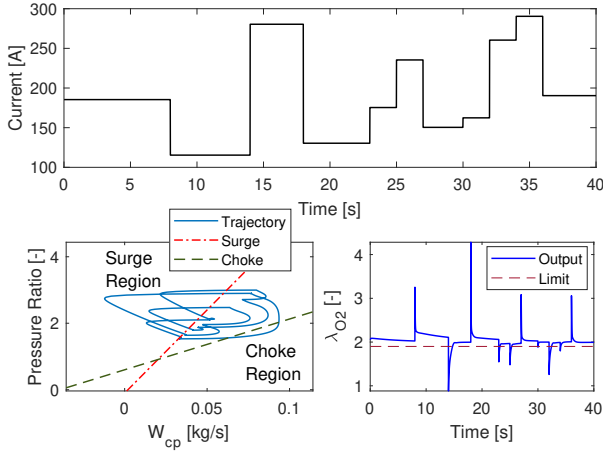 300
250
200
150
100
Current [A]
0 5 10 15 20 25 30 35 40
Time [s]
Trajectory
Surge
Choke
Surge
Region
Choke
Region
4
2
0
Pressure Ratio [-]
0 0.05 0.1
W_cp [kg/s]
Output
Limit
4
3
2
1
λ_O2 [-]
0 10 20 30 40
Time [s]